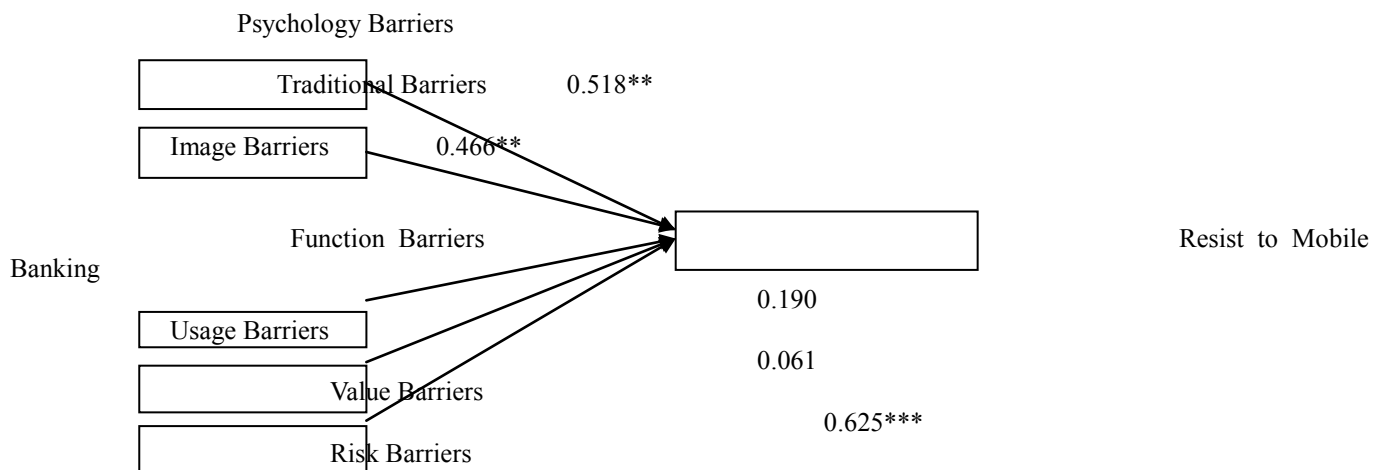 Psychology Barriers
Traditional Barriers 0.518**
Image Barriers 0.466**
Function Barriers Resist to Mobile
Banking
0.190
Usage Barriers
0.061
Value Barriers
0.625***
Risk Barriers